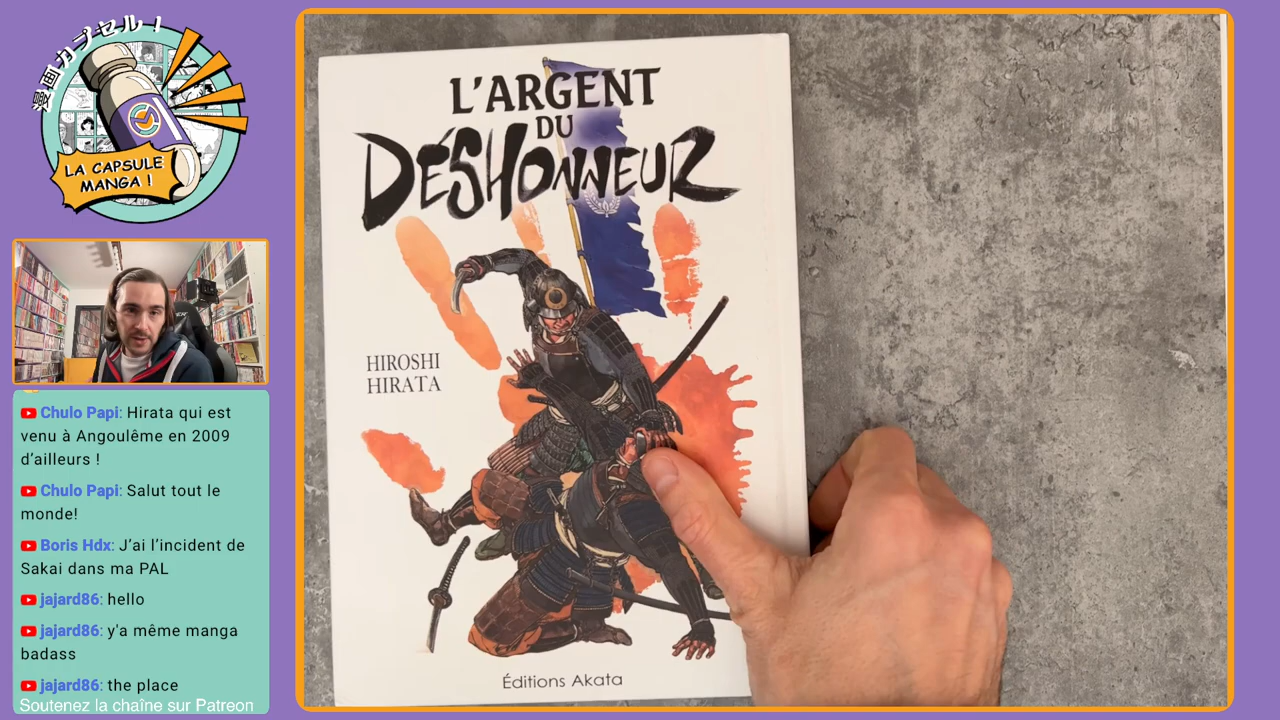 漫画カプセル！
LA CAPSULE
MANGA !
L'ARGENT
DU
DÉSHONNEUR
HIROSHI
HIRATA
Éditions Akata
Chulo Papi: Hirata qui est
venu à Angoulême en 2009
d'ailleurs !
Chulo Papi: Salut tout le
monde!
Boris Hdx: J'ai l'incident de
Sakai dans ma PAL
jajard86: hello
jajard86: y'a même manga
badass
jajard86: the place
Soutenez la chaîne sur Patreon